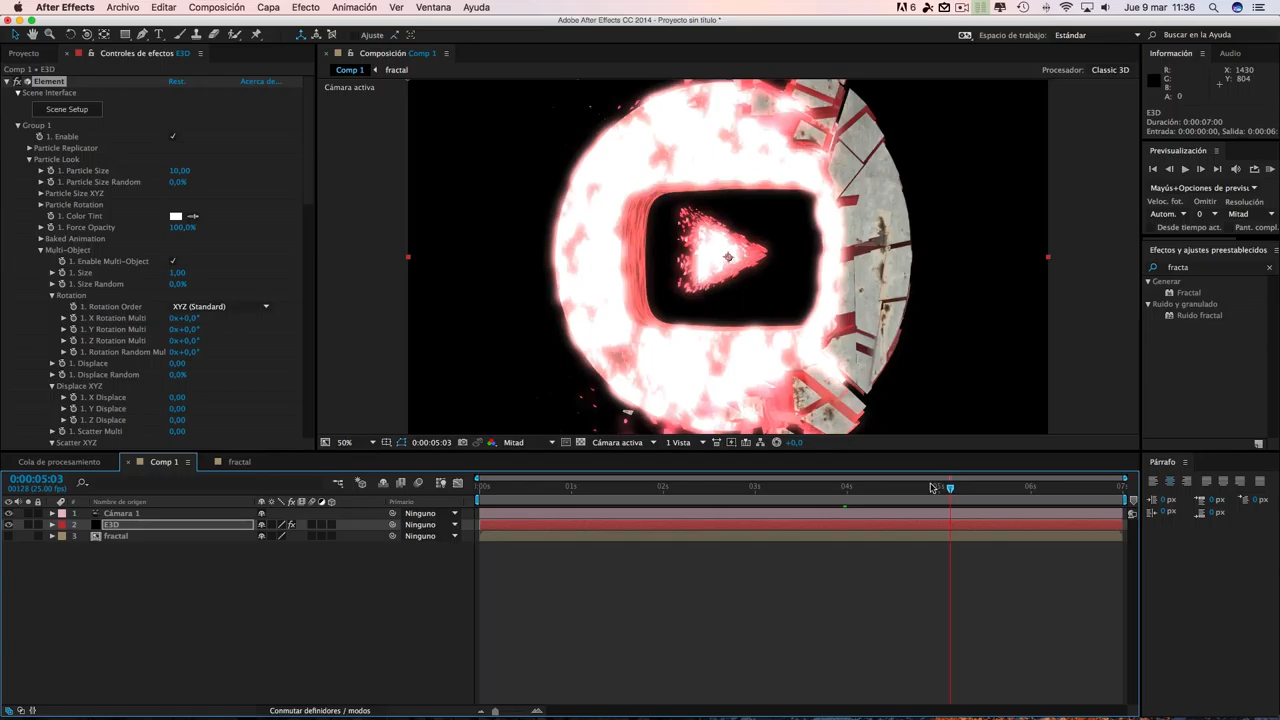 After Effects Archivo Editar Composición Capa Efecto Animación Ver Ventana Ayuda 6 Jue 9 mar 11:36
Adobe After Effects CC 2014 - Proyecto sin título *
Ajuste Espacio de trabajo: Estándar Buscar en la Ayuda
Proyecto Controles de efectos E3D Composición Comp 1 Información Audio
Comp 1 • E3D
Comp 1 fractal Procesador: Classic 3D
Element Rest. Acerca de...
Scene Interface
Scene Setup
Cámara activa
R: X: 1430
G: Y: 804
B:
A: 0
E3D
Duración: 0:00:07:00
Entrada: 0:00:00:00, Salida: 0:00:06:
Group 1
1. Enable
Particle Replicator
Particle Look
1. Particle Size 10,00
1. Particle Size Random 0,0%
Particle Size XYZ
Particle Rotation
1. Color Tint
1. Force Opacity 100,0%
Baked Animation
Multi-Object
1. Enable Multi-Object
1. Size 1,00
1. Size Random 0,0%
Rotation
1. Rotation Order XYZ (Standard)
1. X Rotation Multi 0x+0,0°
1. Y Rotation Multi 0x+0,0°
1. Z Rotation Multi 0x+0,0°
1. Rotation Random Mul 0x+0,0°
1. Displace 0,00
1. Displace Random 0,0%
Displace XYZ
1. X Displace 0,00
1. Y Displace 0,00
1. Z Displace 0,00
1. Scatter Multi 0,00
Scatter XYZ
Previsualización
Mayús+Opciones de previs
Veloc. fot. Omitir Resolución
Autom. 0 Mitad
Desde tiempo act. Pant. comp.
Efectos y ajustes preestablecidos
fracta
Generar
Fractal
Ruido y granulado
Ruido fractal
50% 0:00:05:03 Mitad Cámara activa 1 Vista +0,0
Cola de procesamiento Comp 1 fractal Párrafo
0:00:05:03
00128 (25.00 fps)
:00s 01s 02s 03s 04s 05s 06s 07s
# Nombre de origen Primario
1 Cámara 1 Ninguno
2 E3D Ninguno
3 fractal Ninguno
0 px 0 px 0 px
0 px 0 px
Conmutar definidores / modos